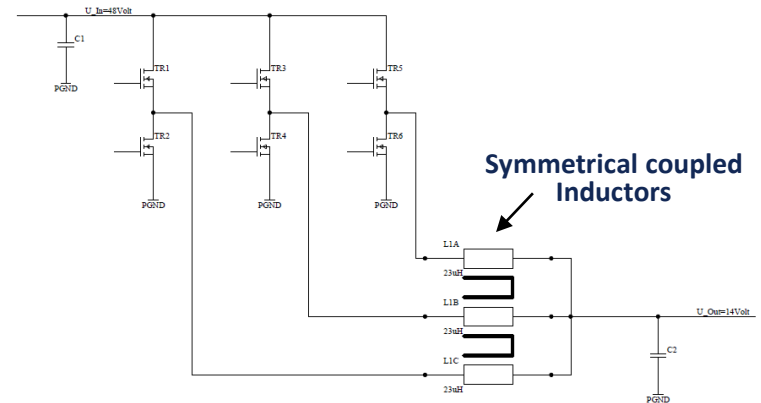 U_In=48Volt
C1
PGND
TR1
TR3
TR5
TR2
TR4
TR6
PGND
PGND
PGND
Symmetrical coupled
Inductors
L1A
23uH
L1B
23uH
L1C
23uH
U_Out=14Volt
C2
PGND